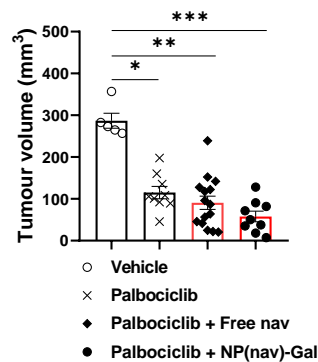 Tumour volume (mm³)
500
400
300
200
100
0
***
**
*
Vehicle
Palbociclib
Palbociclib + Free nav
Palbociclib + NP(nav)-Gal